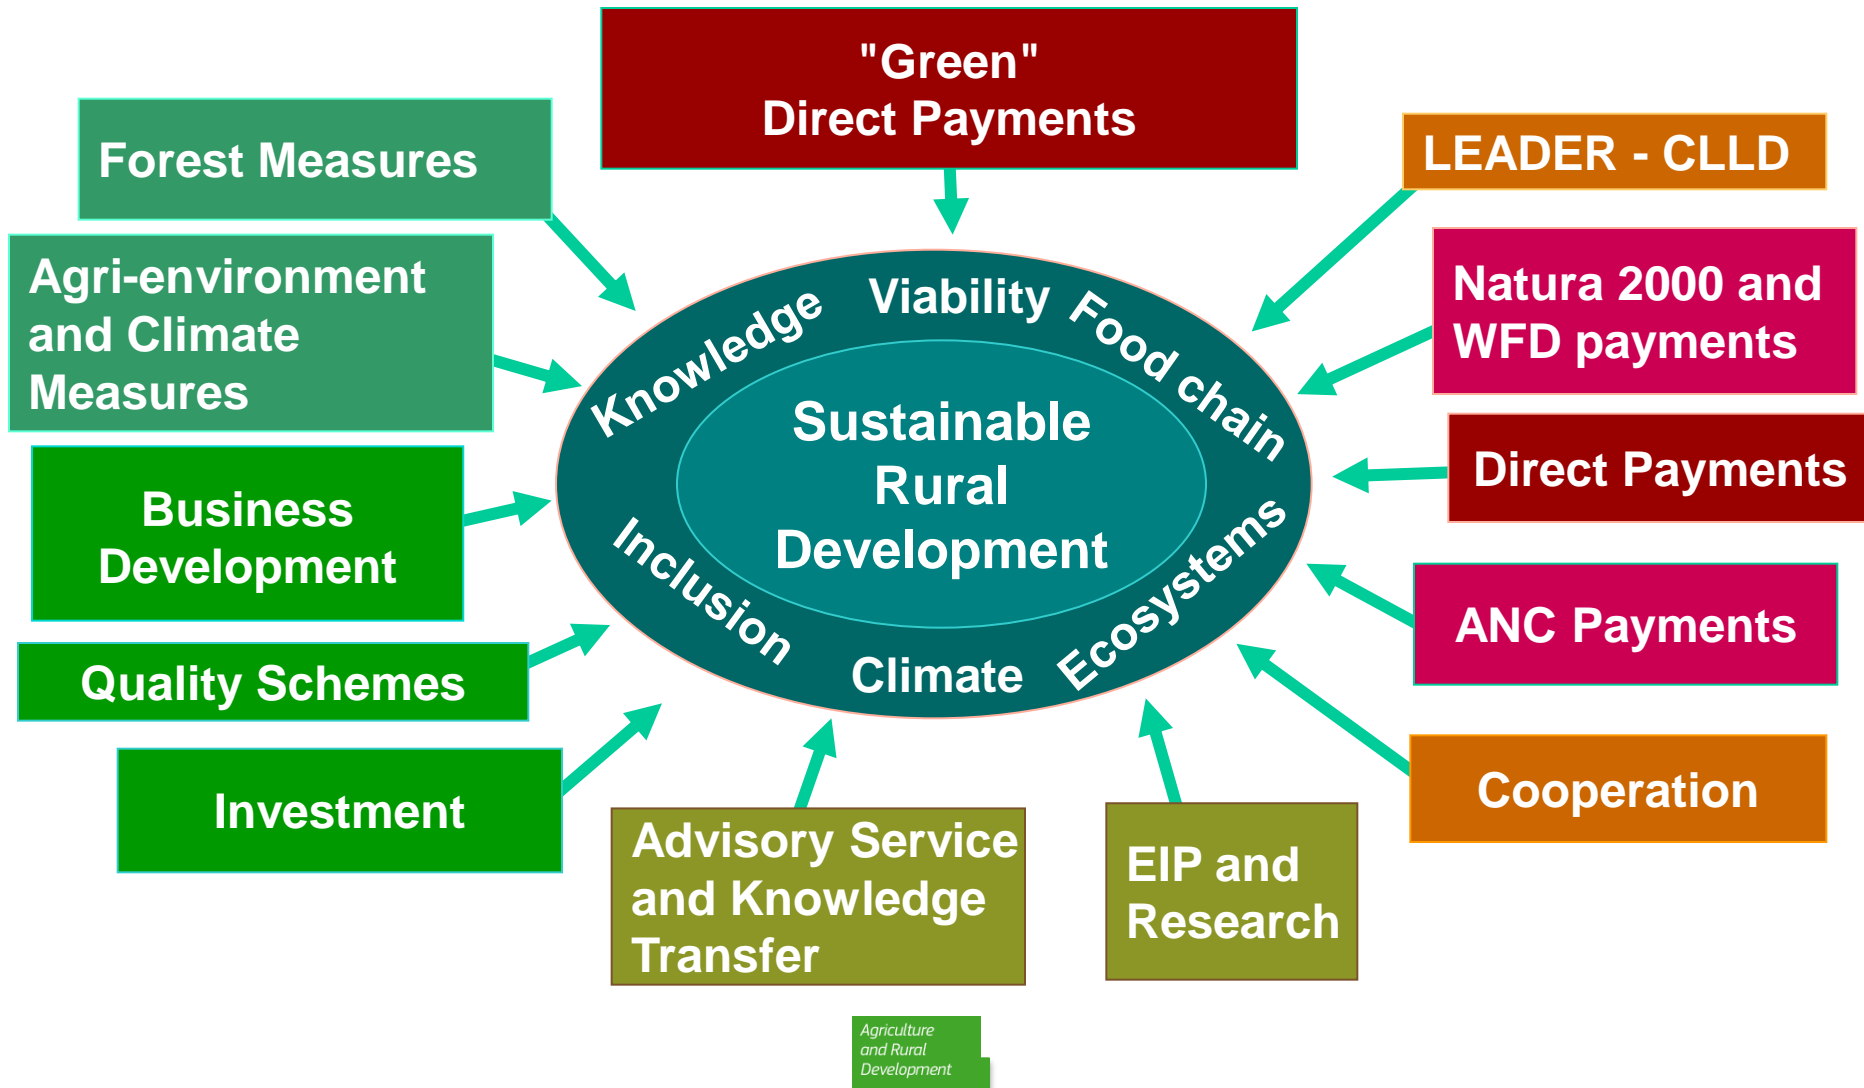 "Green"
Direct Payments
Forest Measures
LEADER - CLLD
Agri-environment
and Climate
Measures
Natura 2000 and
WFD payments
Knowledge
Viability
Food chain
Sustainable
Rural
Development
Direct Payments
Business
Development
Inclusion
Climate
Ecosystems
ANC Payments
Quality Schemes
Investment
Cooperation
Advisory Service
and Knowledge
Transfer
EIP and
Research
Agriculture
and Rural
Development